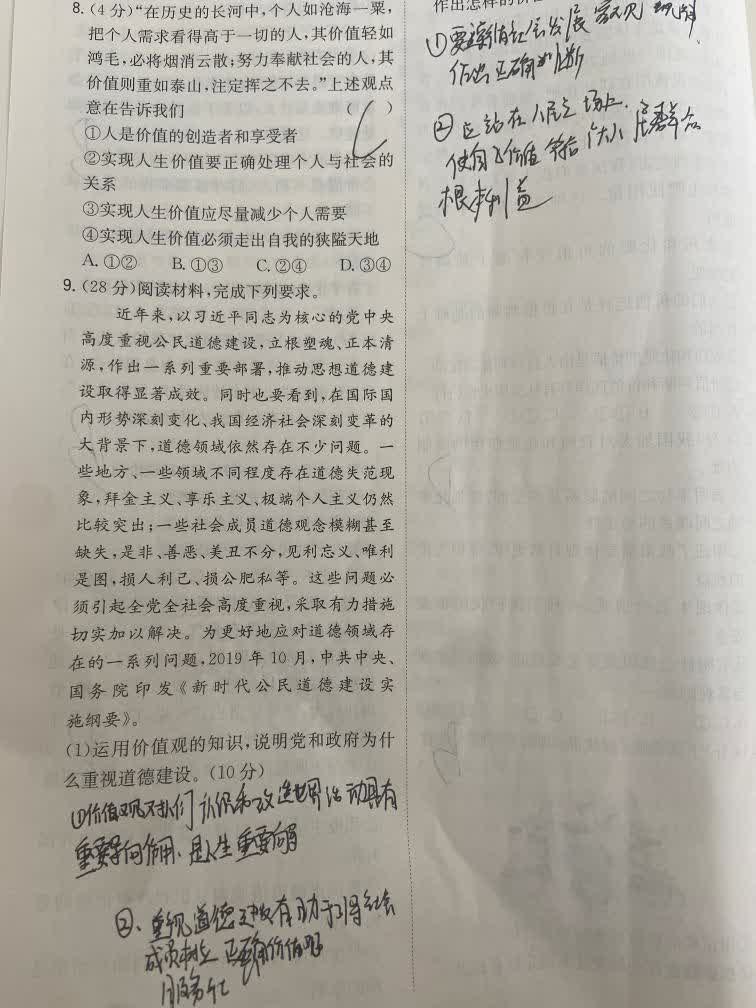 8. (4分)“在历史的长河中,个人如沧海一粟,
把个人需求看得高于一切的人,其价值轻如
鸿毛,必将烟消云散;努力奉献社会的人,其
价值则重如泰山,注定挥之不去。”上述观点
意在告诉我们 ( )
C
①人是价值的创造者和享受者
②实现人生价值要正确处理个人与社会的
关系
③实现人生价值应尽量减少个人需要
④实现人生价值必须走出自我的狭隘天地
A. ①② B. ①③ C. ②④ D. ③④
9. (28分)阅读材料,完成下列要求。
近年来,以习近平同志为核心的党中央
高度重视公民道德建设,立根塑魂、正本清
源,作出一系列重要部署,推动思想道德建
设取得显著成效。同时也要看到,在国际国
内形势深刻变化、我国经济社会深刻变革的
大背景下,道德领域依然存在不少问题。一
些地方、一些领域不同程度存在道德失范现
象,拜金主义、享乐主义、极端个人主义仍然
比较突出;一些社会成员道德观念模糊甚至
缺失,是非、善恶、美丑不分,见利忘义、唯利
是图,损人利己、损公肥私等。这些问题必
须引起全党全社会高度重视,采取有力措施
切实加以解决。为更好地应对道德领域存
在的一系列问题,2019年10月,中共中央、
国务院印发《新时代公民道德建设实
施纲要》。
(1)运用价值观的知识,说明党和政府为什
么重视道德建设。(10分)
①价值观对人们认识和改造世界活动具有
重要导向作用、是人生重要向导
②、重视道德建设有助于引导社会
成员树立正确价值观
服务社
作出怎样的价
①要遵循社会发展客观规律
作出正确判断
②应站在人民立场上.
使自己价值符合广大人民群众
根本利益